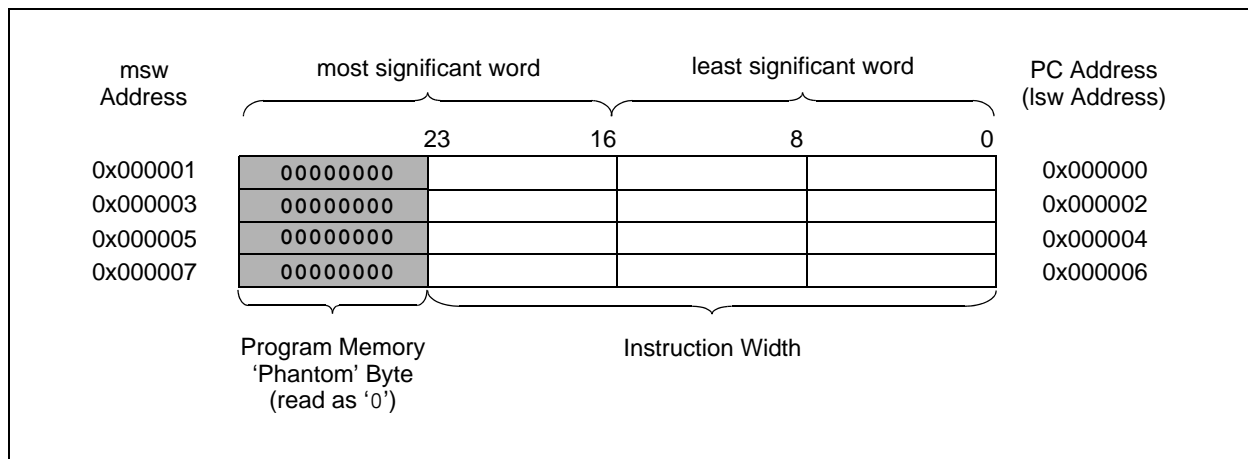 msw
Address
most significant word
least significant word
PC Address
(lsw Address)
23 16 8 0
0x000001 00000000 0x000000
0x000003 00000000 0x000002
0x000005 00000000 0x000004
0x000007 00000000 0x000006
Program Memory
‘Phantom’ Byte
(read as ‘0’)
Instruction Width